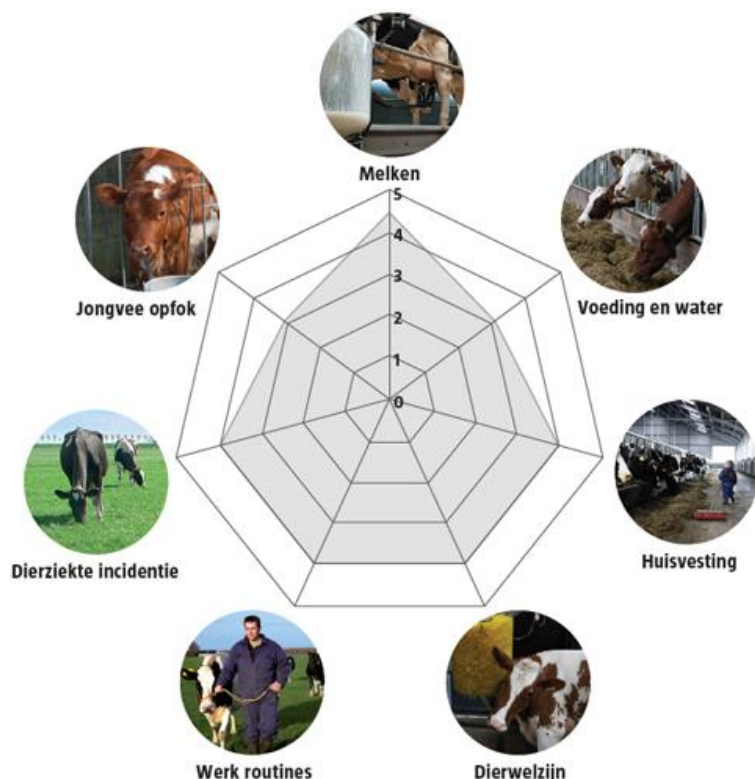 Melken
5
4
3
2
1
0
Jongvee opfok
Voeding en water
Dierziekte incidentie
Huisvesting
Werk routines
Dierwelzijn